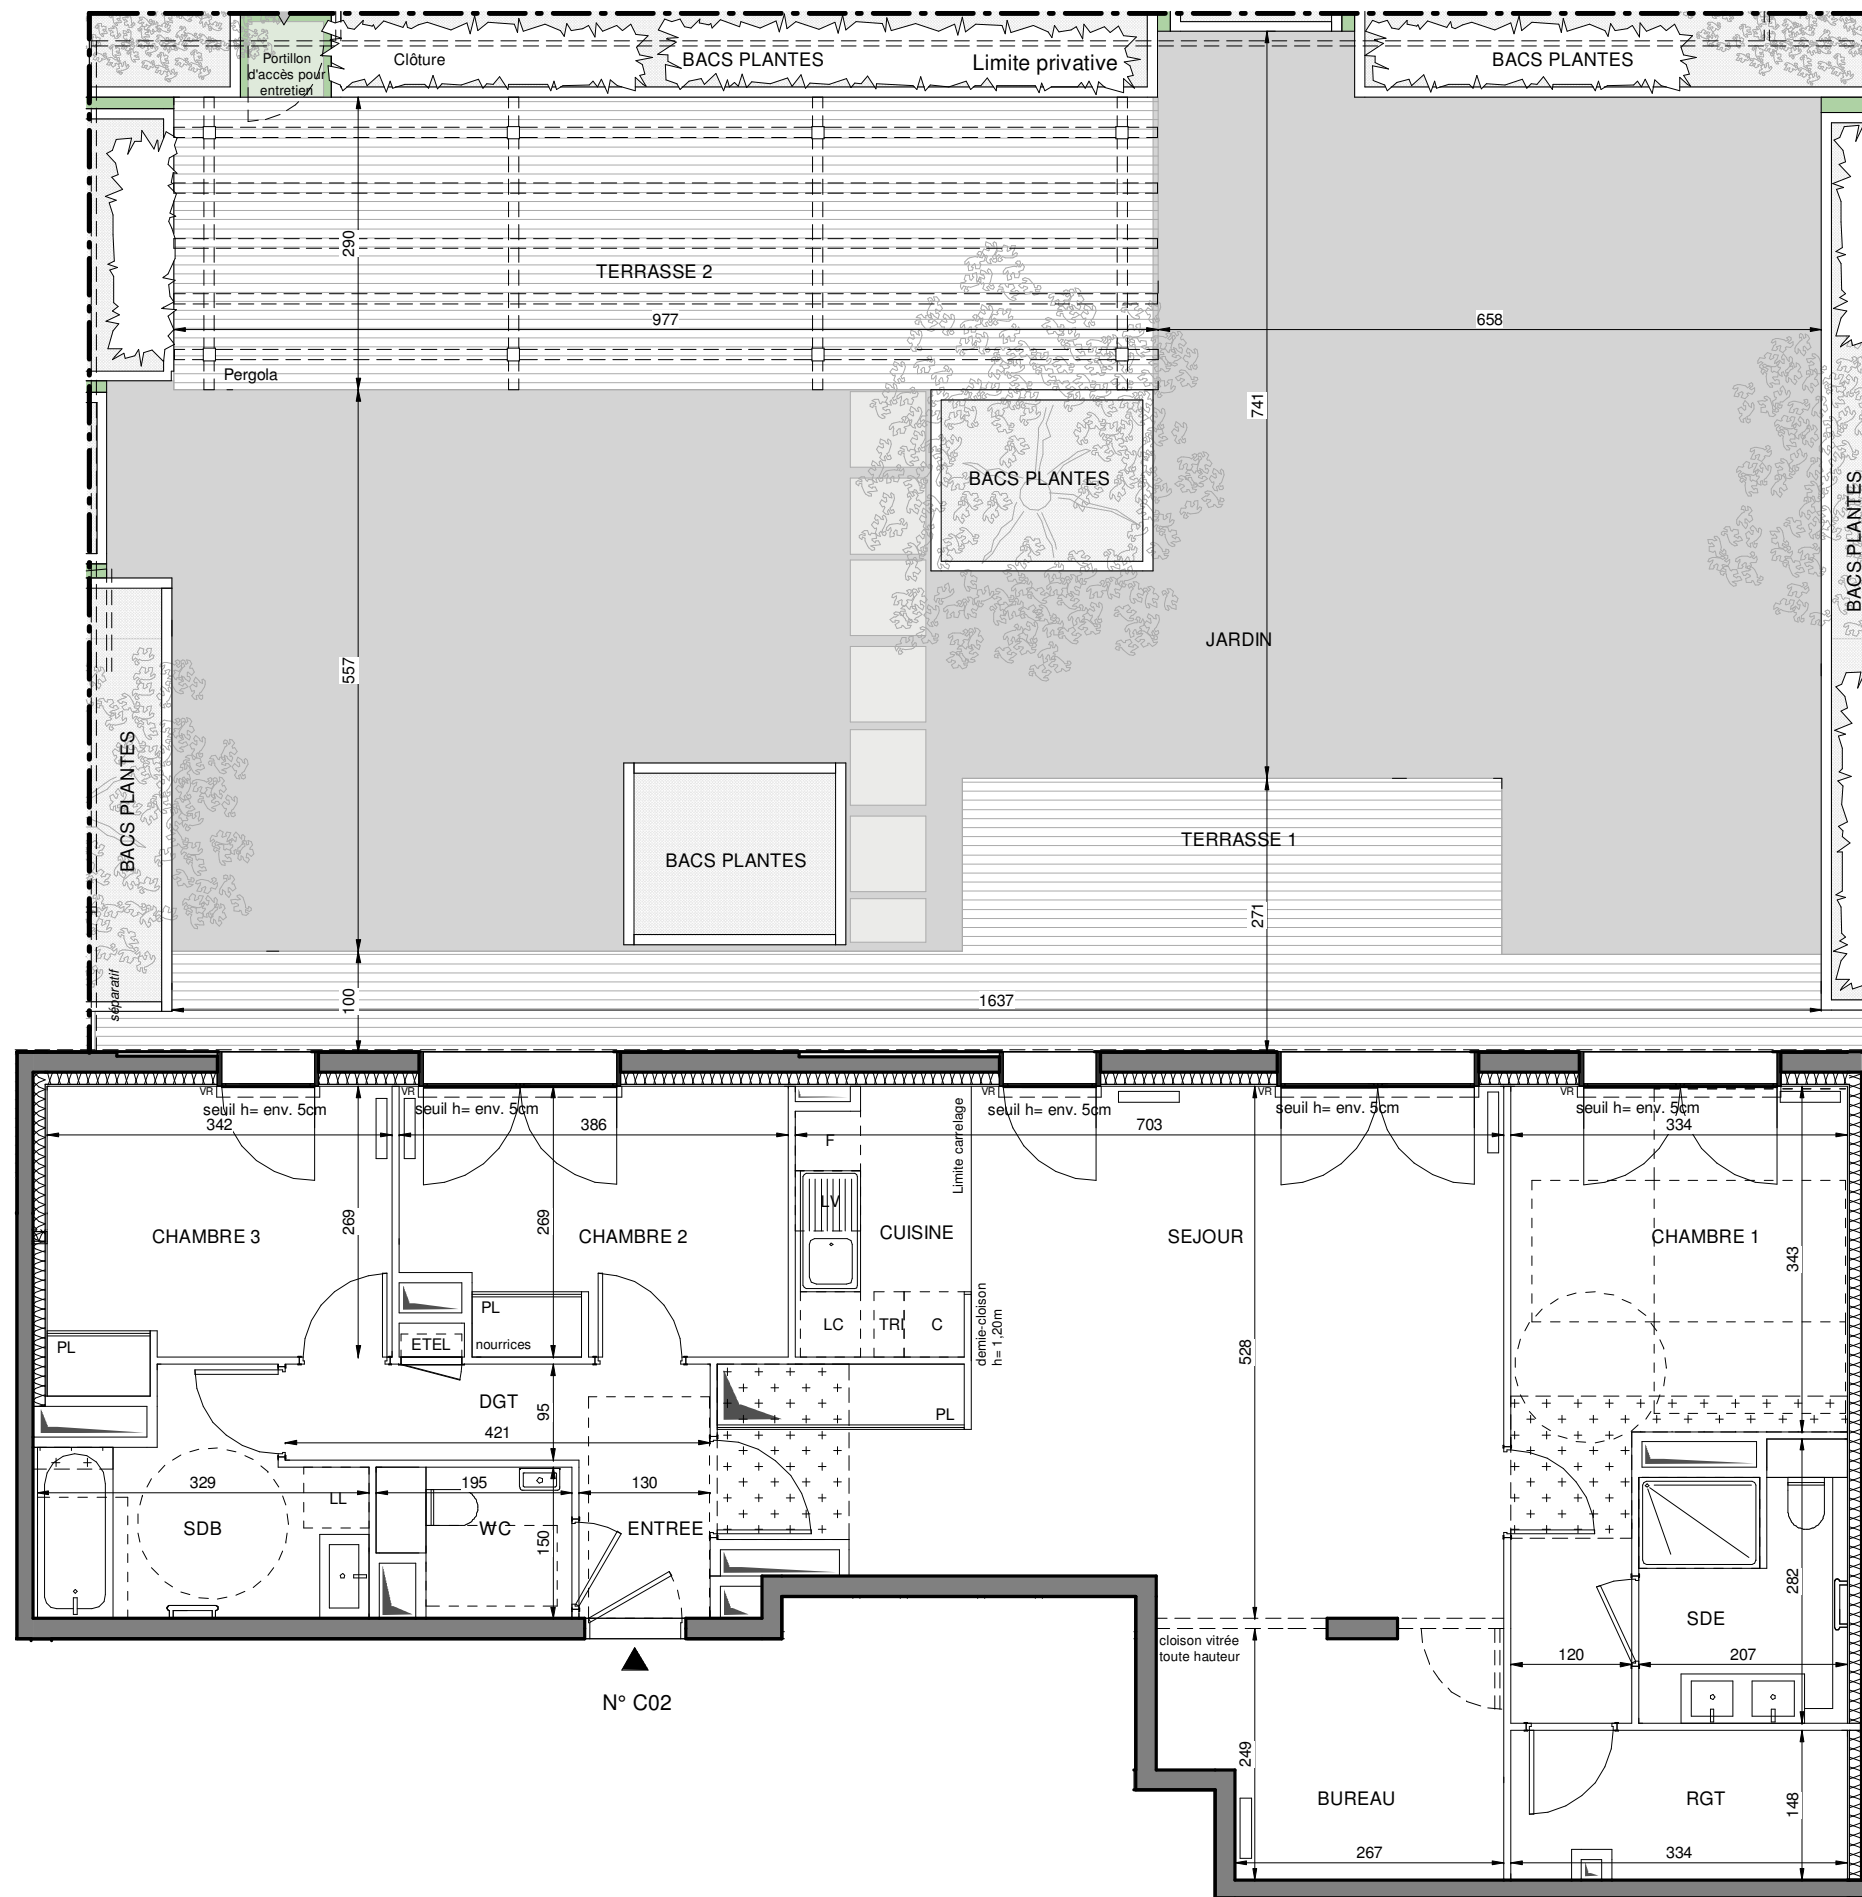 Portillon
d'accès pour
entretien
Clôture
BACS PLANTES
Limite privative
BACS PLANTES
290
TERRASSE 2
977
658
Pergola
741
BACS PLANTES
BACS PLANTES
JARDIN
557
BACS PLANTES
BACS PLANTES
TERRASSE 1
271
séparatif
100
1637
VR
VR
VR
VR
VR
seuil h= env. 5cm
seuil h= env. 5cm
seuil h= env. 5cm
seuil h= env. 5cm
seuil h= env. 5cm
342
386
703
334
F
Limite carrelage
LV
269
269
CHAMBRE 3
CHAMBRE 2
CUISINE
SEJOUR
CHAMBRE 1
343
PL
nourrices
ETEL
PL
LC
TRI
C
demie-cloison
h= 1,20m
528
DGT
95
421
PL
329
195
130
LL
SDB
WC
150
ENTREE
282
SDE
cloison vitrée
toute hauteur
120
207
N° C02
249
BUREAU
RGT
148
267
334